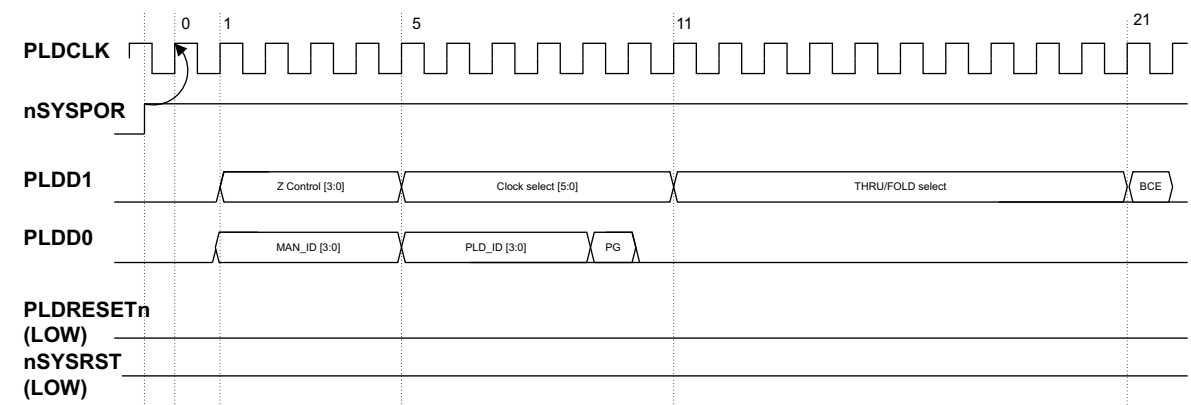 0 1 5 11 21
PLDCLK
nSYSPOR
PLDD1 Z Control [3:0] Clock select [5:0] THRU/FOLD select BCE
PLDD0 MAN_ID [3:0] PLD_ID [3:0] PG
PLDRESETn
(LOW)
nSYSRST
(LOW)